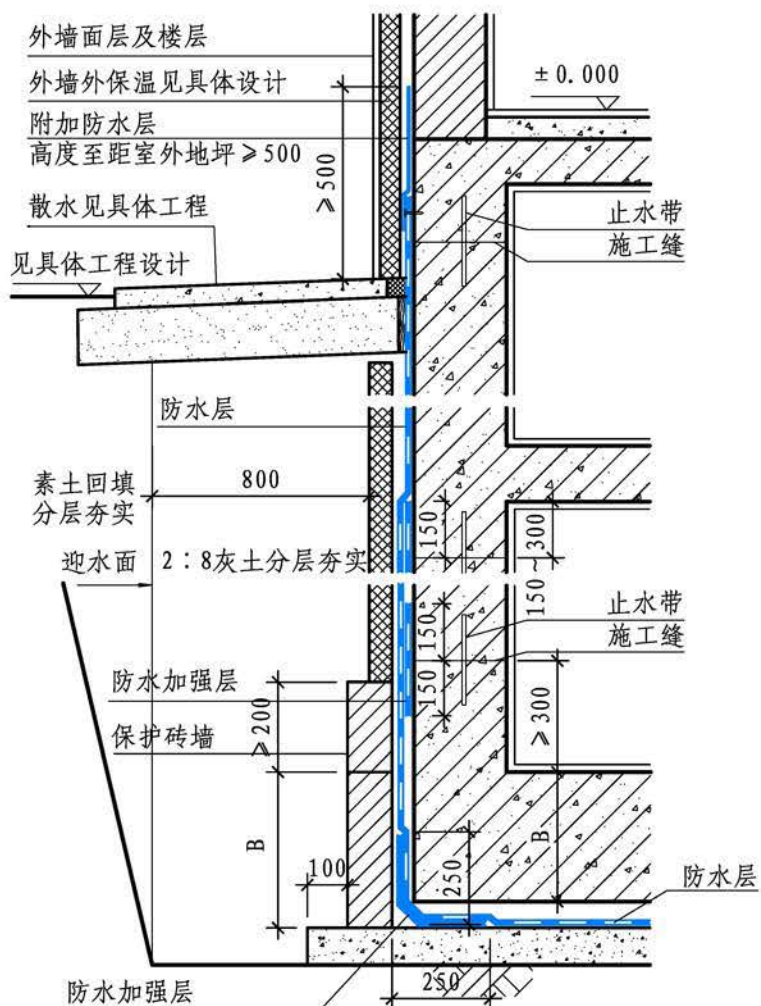 外墙面层及楼层
外墙外保温见具体设计
附加防水层
高度至距室外地坪≥500
散水见具体工程
见具体工程设计
±0.000
≥500
止水带
施工缝
防水层
素土回填
分层夯实
800
迎水面
2:8灰土分层夯实
150
300
150~
150
150
止水带
施工缝
防水加强层
≥200
保护砖墙
≥300
B
B
100
250
防水层
250
防水加强层